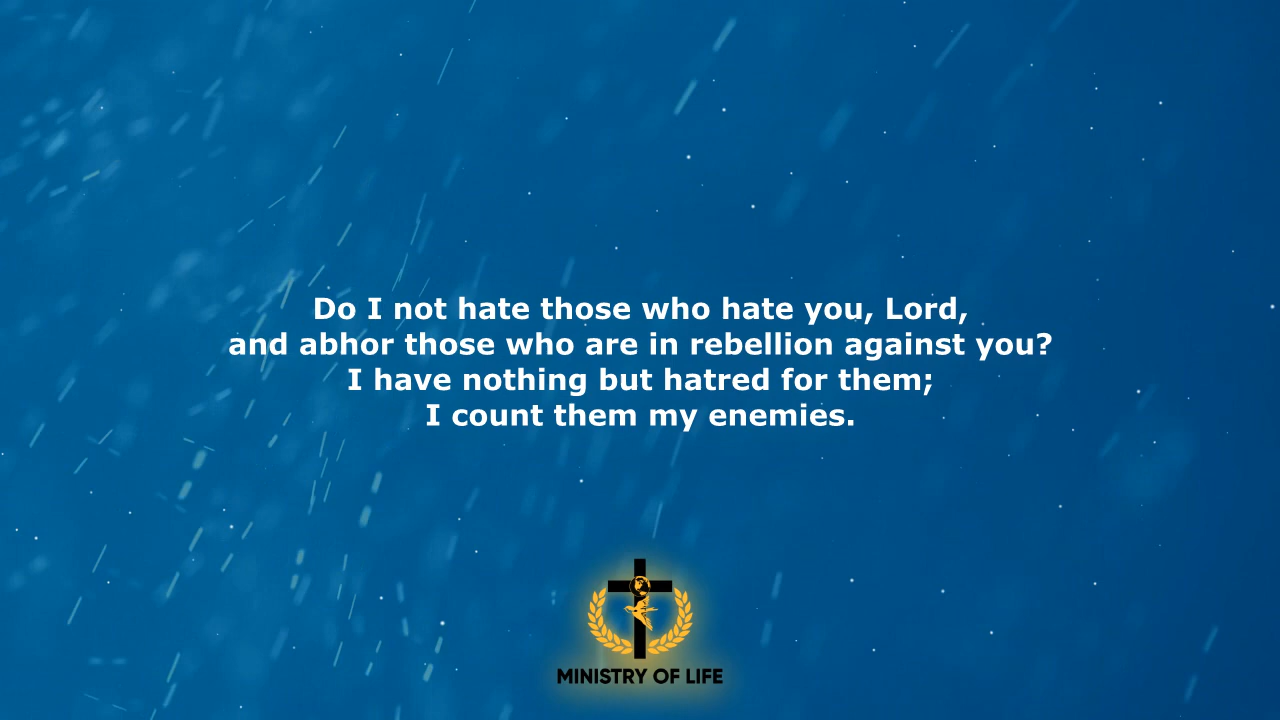 Do I not hate those who hate you, Lord,
and abhor those who are in rebellion against you?
I have nothing but hatred for them;
I count them my enemies.
MINISTRY OF LIFE